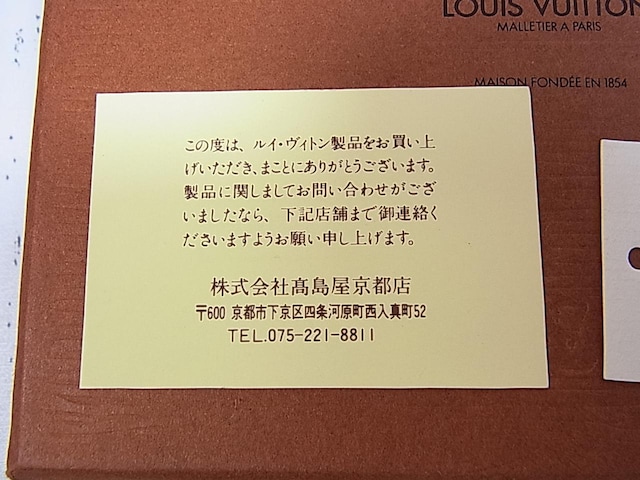 LOUIS VUITTON
MALLETIER A PARIS
MAISON FONDÉE EN 1854
この度は、ルイ・ヴィトン製品をお買い上
げいただき、まことにありがとうございます。
製品に関しましてお問い合わせがござ
いましたなら、下記店舗まで御連絡く
ださいますようお願い申し上げます。
株式会社髙島屋京都店
〒600 京都市下京区四条河原町西入真町52
TEL.075-221-8811